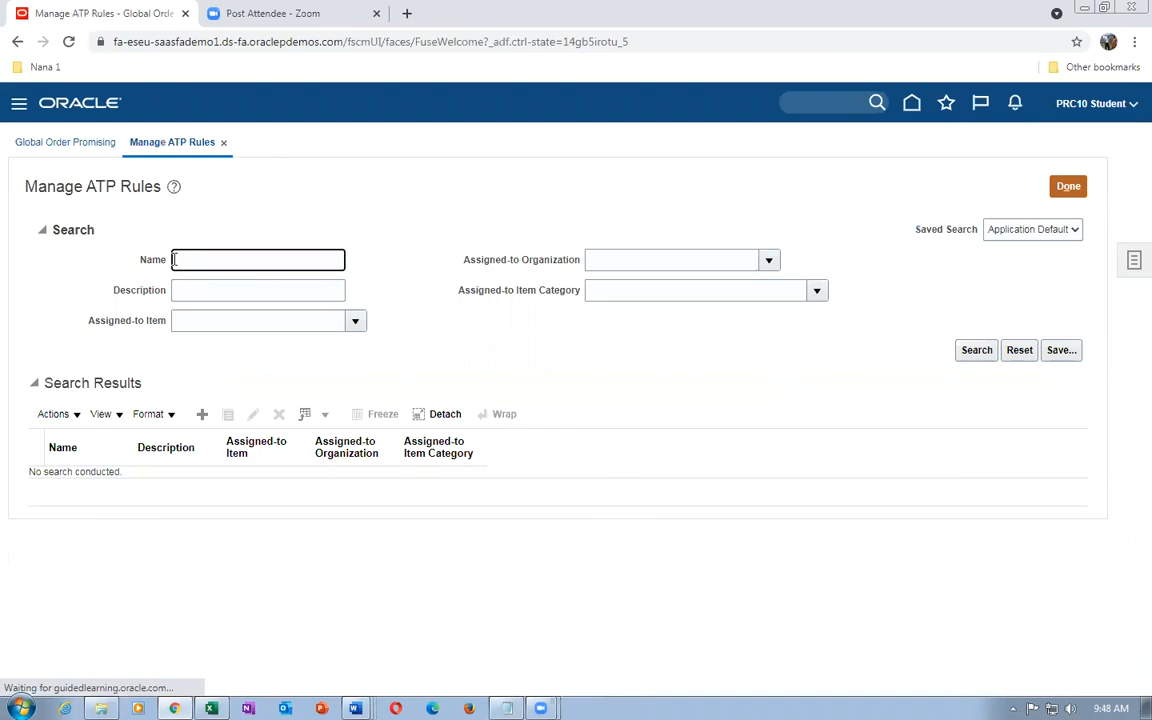 Manage ATP Rules - Global Orde
Post Attendee - Zoom
fa-eseu-saasfademo1.ds-fa.oraclepdemos.com/fscmUI/faces/FuseWelcome?_adf.ctrl-state=14gb5irotu_5
Nana 1
Other bookmarks
ORACLE
PRC10 Student
Global Order Promising
Manage ATP Rules
Manage ATP Rules
Done
Search
Saved Search
Application Default
Name
Assigned-to Organization
Description
Assigned-to Item Category
Assigned-to Item
Search
Reset
Save...
Search Results
Actions
View
Format
Freeze
Detach
Wrap
Name
Description
Assigned-to Item
Assigned-to Organization
Assigned-to Item Category
No search conducted.
Waiting for guidedlearning.oracle.com...
9:48 AM